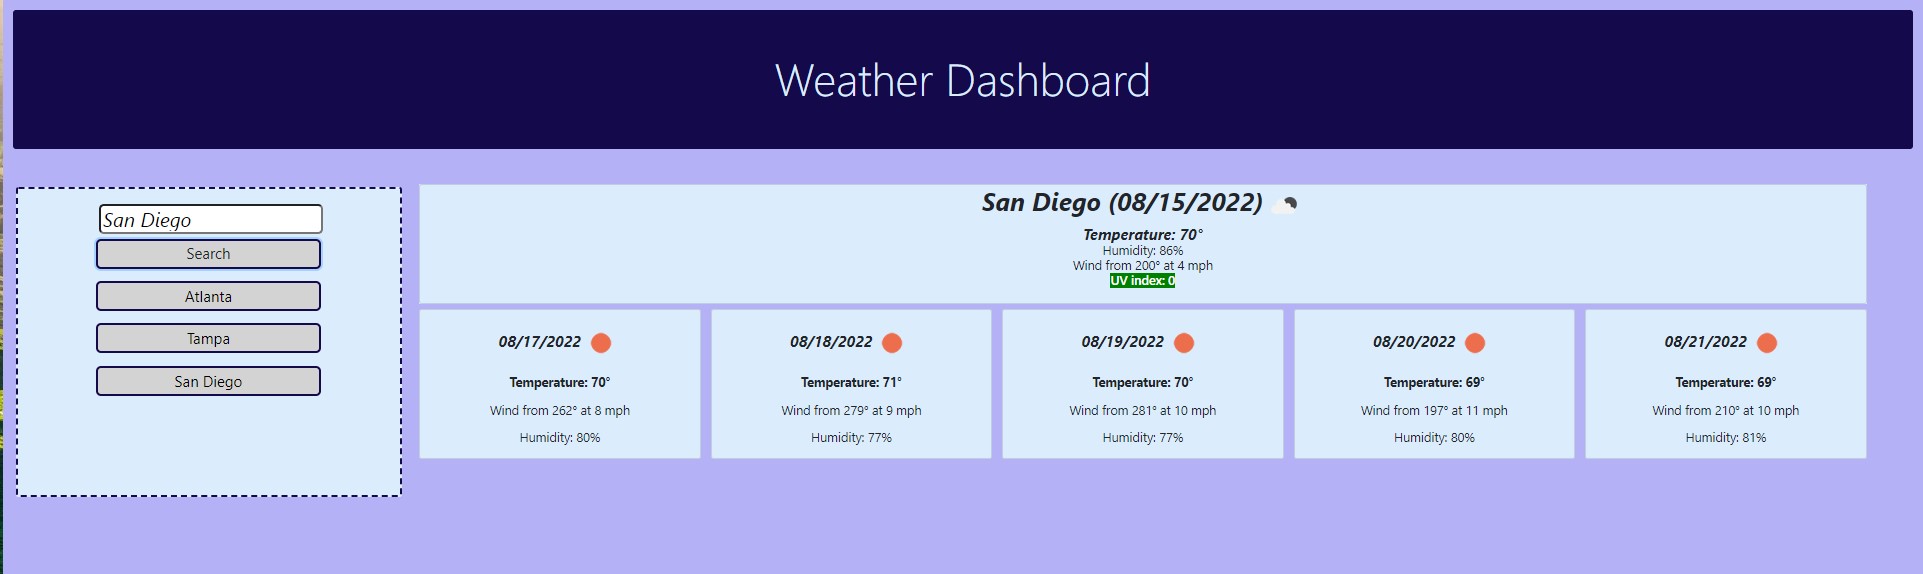 Weather Dashboard
San Diego
Search
Atlanta
Tampa
San Diego
San Diego (08/15/2022)
Temperature: 70°
Humidity: 86%
Wind from 200° at 4 mph
UV index: 0
08/17/2022
Temperature: 70°
Wind from 262° at 8 mph
Humidity: 80%
08/18/2022
Temperature: 71°
Wind from 279° at 9 mph
Humidity: 77%
08/19/2022
Temperature: 70°
Wind from 281° at 10 mph
Humidity: 77%
08/20/2022
Temperature: 69°
Wind from 197° at 11 mph
Humidity: 80%
08/21/2022
Temperature: 69°
Wind from 210° at 10 mph
Humidity: 81%